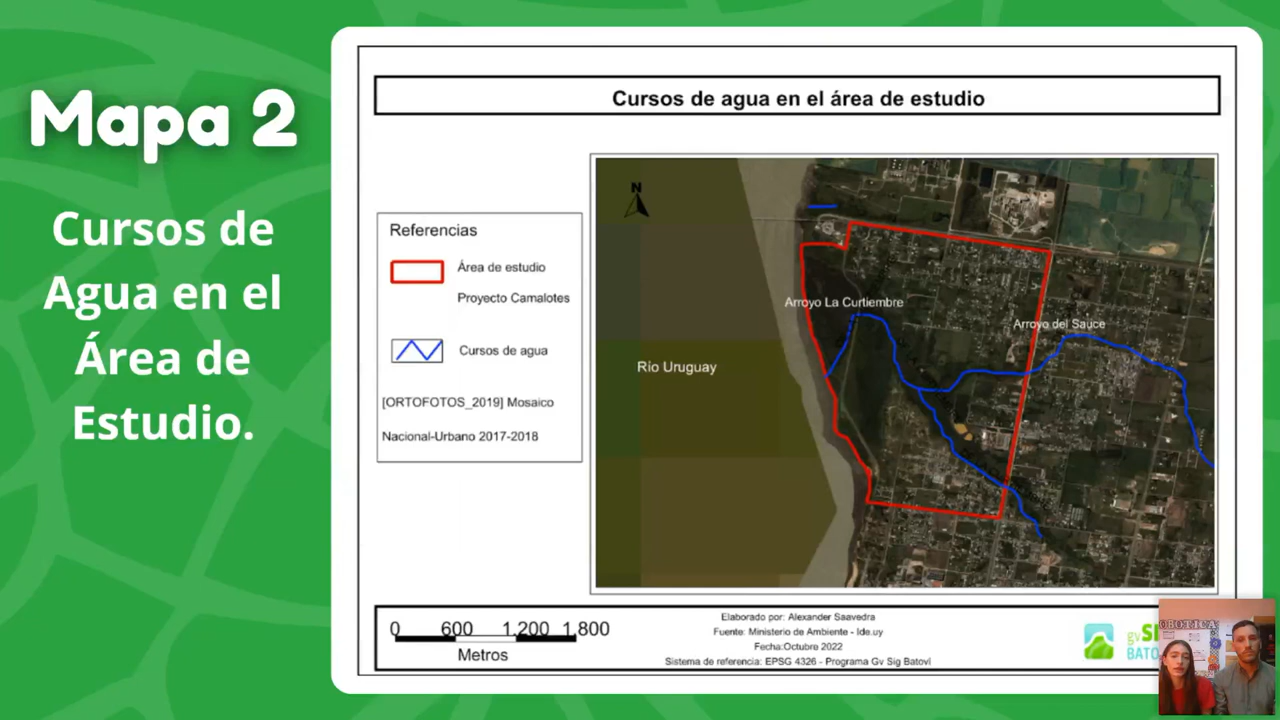 Mapa 2
Cursos de
Agua en el
Área de
Estudio.
Cursos de agua en el área de estudio
N
Referencias
Área de estudio
Proyecto Camalotes
Cursos de agua
[ORTOFOTOS_2019] Mosaico
Nacional-Urbano 2017-2018
Arroyo La Curtiembre
Arroyo del Sauce
Río Uruguay
0 600 1.200 1.800
Metros
Elaborado por: Alexander Saavedra
Fuente: Ministerio de Ambiente - Ide.uy
Fecha:Octubre 2022
Sistema de referencia: EPSG 4326 - Programa Gv Sig Batoví
gvSI
BATO
OBOTICA